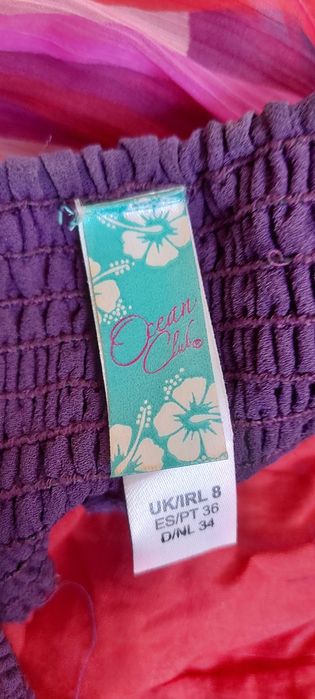 Ocean
Club
UK/IRL 8
ES/PT 36
D/NL 34